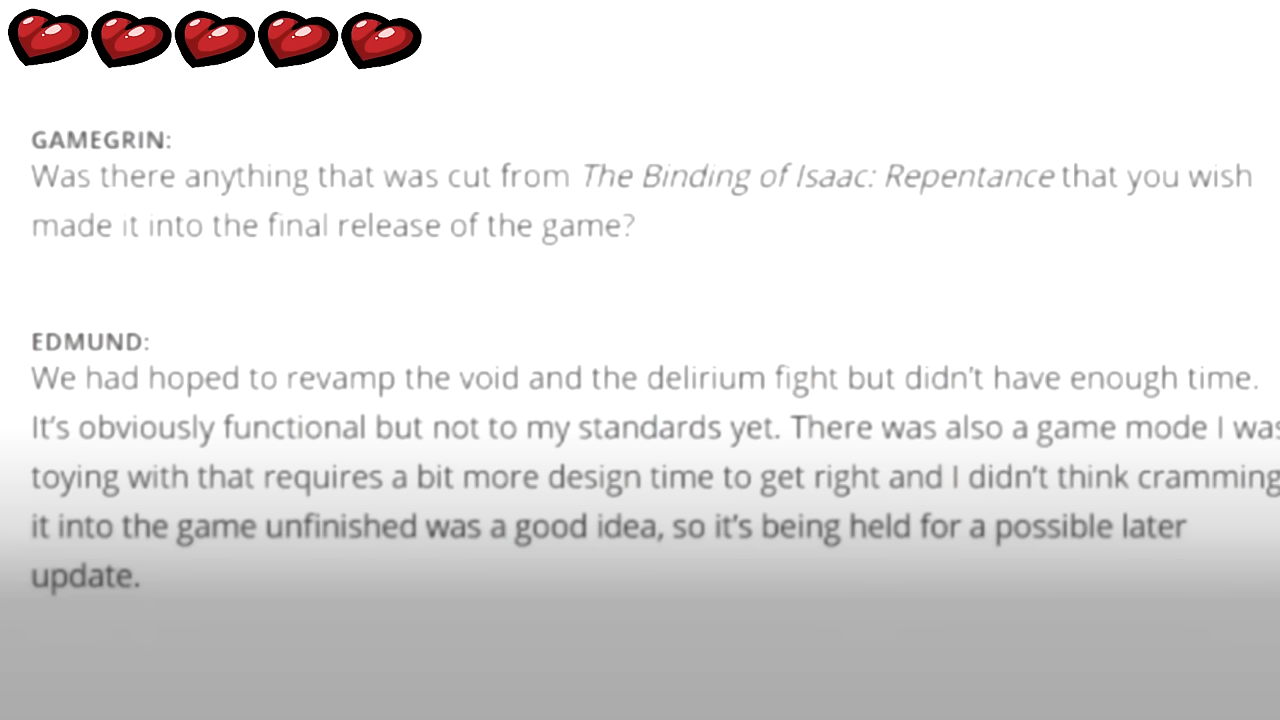 GAMEGRIN:
Was there anything that was cut from The Binding of Isaac: Repentance that you wish
made it into the final release of the game?
EDMUND:
We had hoped to revamp the void and the delirium fight but didn't have enough time.
It's obviously functional but not to my standards yet. There was also a game mode I was
toying with that requires a bit more design time to get right and I didn't think cramming
it into the game unfinished was a good idea, so it's being held for a possible later
update.